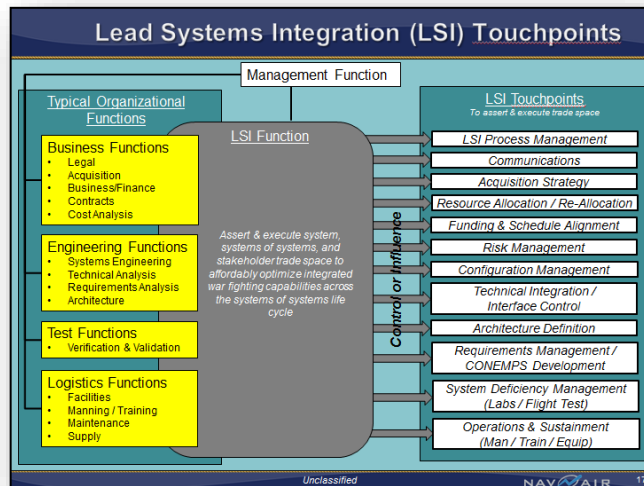 Lead Systems Integration (LSI) Touchpoints
Management Function
Typical Organizational
Functions
Business Functions
• Legal
• Acquisition
• Business/Finance
• Contracts
• Cost Analysis
Engineering Functions
• Systems Engineering
• Technical Analysis
• Requirements Analysis
• Architecture
Test Functions
• Verification & Validation
Logistics Functions
• Facilities
• Manning / Training
• Maintenance
• Supply
LSI Function
Assert & execute system,
systems of systems, and
stakeholder trade space to
affordably optimize integrated
war fighting capabilities across
the systems of systems life
cycle
Control or Influence
LSI Touchpoints
To assert & execute trade space
LSI Process Management
Communications
Acquisition Strategy
Resource Allocation / Re-Allocation
Funding & Schedule Alignment
Risk Management
Configuration Management
Technical Integration /
Interface Control
Architecture Definition
Requirements Management /
CONEMPS Development
System Deficiency Management
(Labs / Flight Test)
Operations & Sustainment
(Man / Train / Equip)
Unclassified
NAVAIR